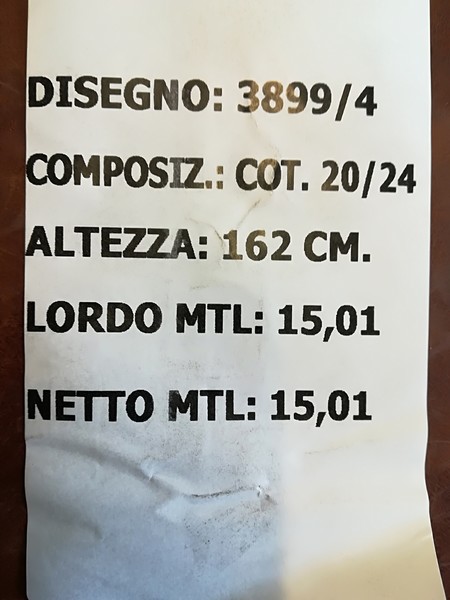 DISEGNO: 3899/4
COMPOSIZ.: COT. 20/24
ALTEZZA: 162 CM.
LORDO MTL: 15,01
NETTO MTL: 15,01